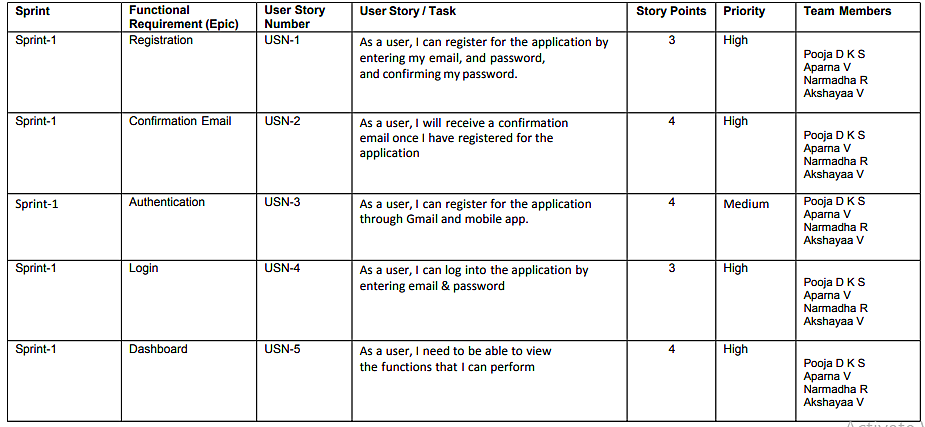 Sprint Functional Requirement (Epic) User Story Number User Story / Task Story Points Priority Team Members
Sprint-1 Registration USN-1 As a user, I can register for the application by 3 High
entering my email, and password,
and confirming my password.
Pooja D K S
Aparna V
Narmadha R
Akshayaa V
Sprint-1 Confirmation Email USN-2 As a user, I will receive a confirmation 4 High
email once I have registered for the
application
Pooja D K S
Aparna V
Narmadha R
Akshayaa V
Sprint-1 Authentication USN-3 As a user, I can register for the application 4 Medium
through Gmail and mobile app.
Pooja D K S
Aparna V
Narmadha R
Akshayaa V
Sprint-1 Login USN-4 As a user, I can log into the application by 3 High
entering email & password
Pooja D K S
Aparna V
Narmadha R
Akshayaa V
Sprint-1 Dashboard USN-5 As a user, I need to be able to view 4 High
the functions that I can perform
Pooja D K S
Aparna V
Narmadha R
Akshayaa V